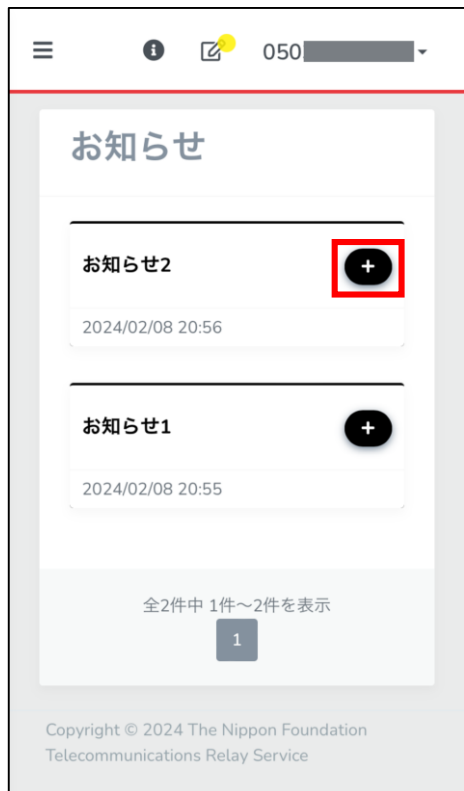 050
お知らせ
お知らせ2
2024/02/08 20:56
お知らせ1
2024/02/08 20:55
全2件中 1件～2件を表示
1
Copyright © 2024 The Nippon Foundation
Telecommunications Relay Service